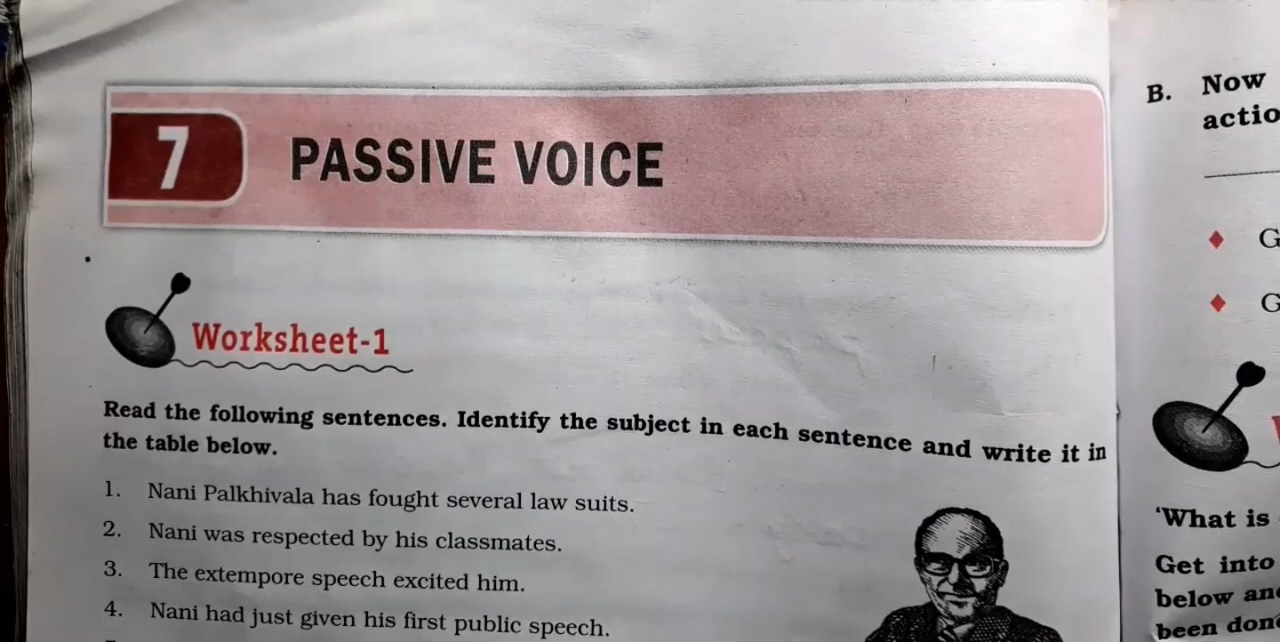 7 PASSIVE VOICE
Worksheet-1
Read the following sentences. Identify the subject in each sentence and write it in
the table below.
1. Nani Palkhivala has fought several law suits.
2. Nani was respected by his classmates.
3. The extempore speech excited him.
4. Nani had just given his first public speech.
B. Now
actio
G
G
‘What is
Get into
below and
been done